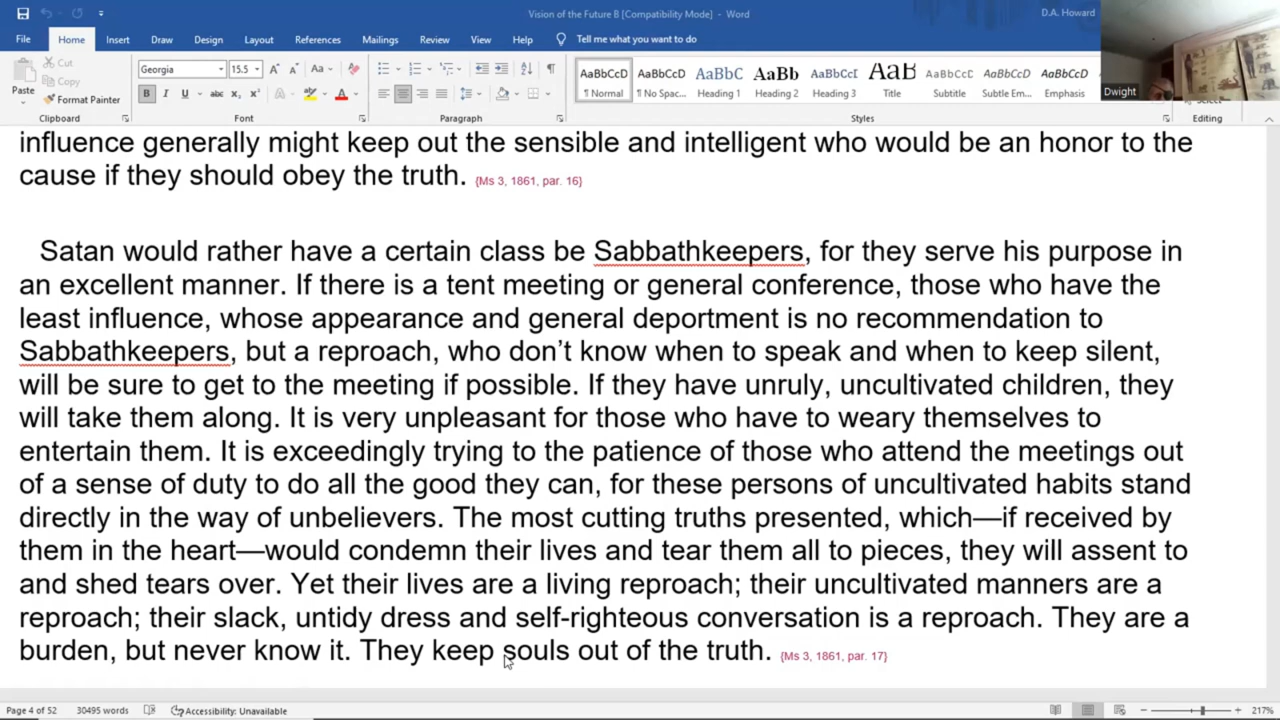 Vision of the Future B [Compatibility Mode] - Word
D.A. Howard
File Home Insert Draw Design Layout References Mailings Review View Help Tell me what you want to do
Cut
Copy
Paste
Format Painter
Clipboard
Georgia 15.5
Font
Paragraph
AaBbCcD AaBbCcD AaBbC AaBb AaBbCcI AaB AaBbCcD AaBbCcD AaBbCcD
¶ Normal ¶ No Spac... Heading 1 Heading 2 Heading 3 Title Subtitle Subtle Em... Emphasis
Styles
Dwight
Editing
influence generally might keep out the sensible and intelligent who would be an honor to the
cause if they should obey the truth. {Ms 3, 1861, par. 16}
Satan would rather have a certain class be Sabbathkeepers, for they serve his purpose in
an excellent manner. If there is a tent meeting or general conference, those who have the
least influence, whose appearance and general deportment is no recommendation to
Sabbathkeepers, but a reproach, who don’t know when to speak and when to keep silent,
will be sure to get to the meeting if possible. If they have unruly, uncultivated children, they
will take them along. It is very unpleasant for those who have to weary themselves to
entertain them. It is exceedingly trying to the patience of those who attend the meetings out
of a sense of duty to do all the good they can, for these persons of uncultivated habits stand
directly in the way of unbelievers. The most cutting truths presented, which—if received by
them in the heart—would condemn their lives and tear them all to pieces, they will assent to
and shed tears over. Yet their lives are a living reproach; their uncultivated manners are a
reproach; their slack, untidy dress and self-righteous conversation is a reproach. They are a
burden, but never know it. They keep souls out of the truth. {Ms 3, 1861, par. 17}
Page 4 of 52 30495 words Accessibility: Unavailable 217%